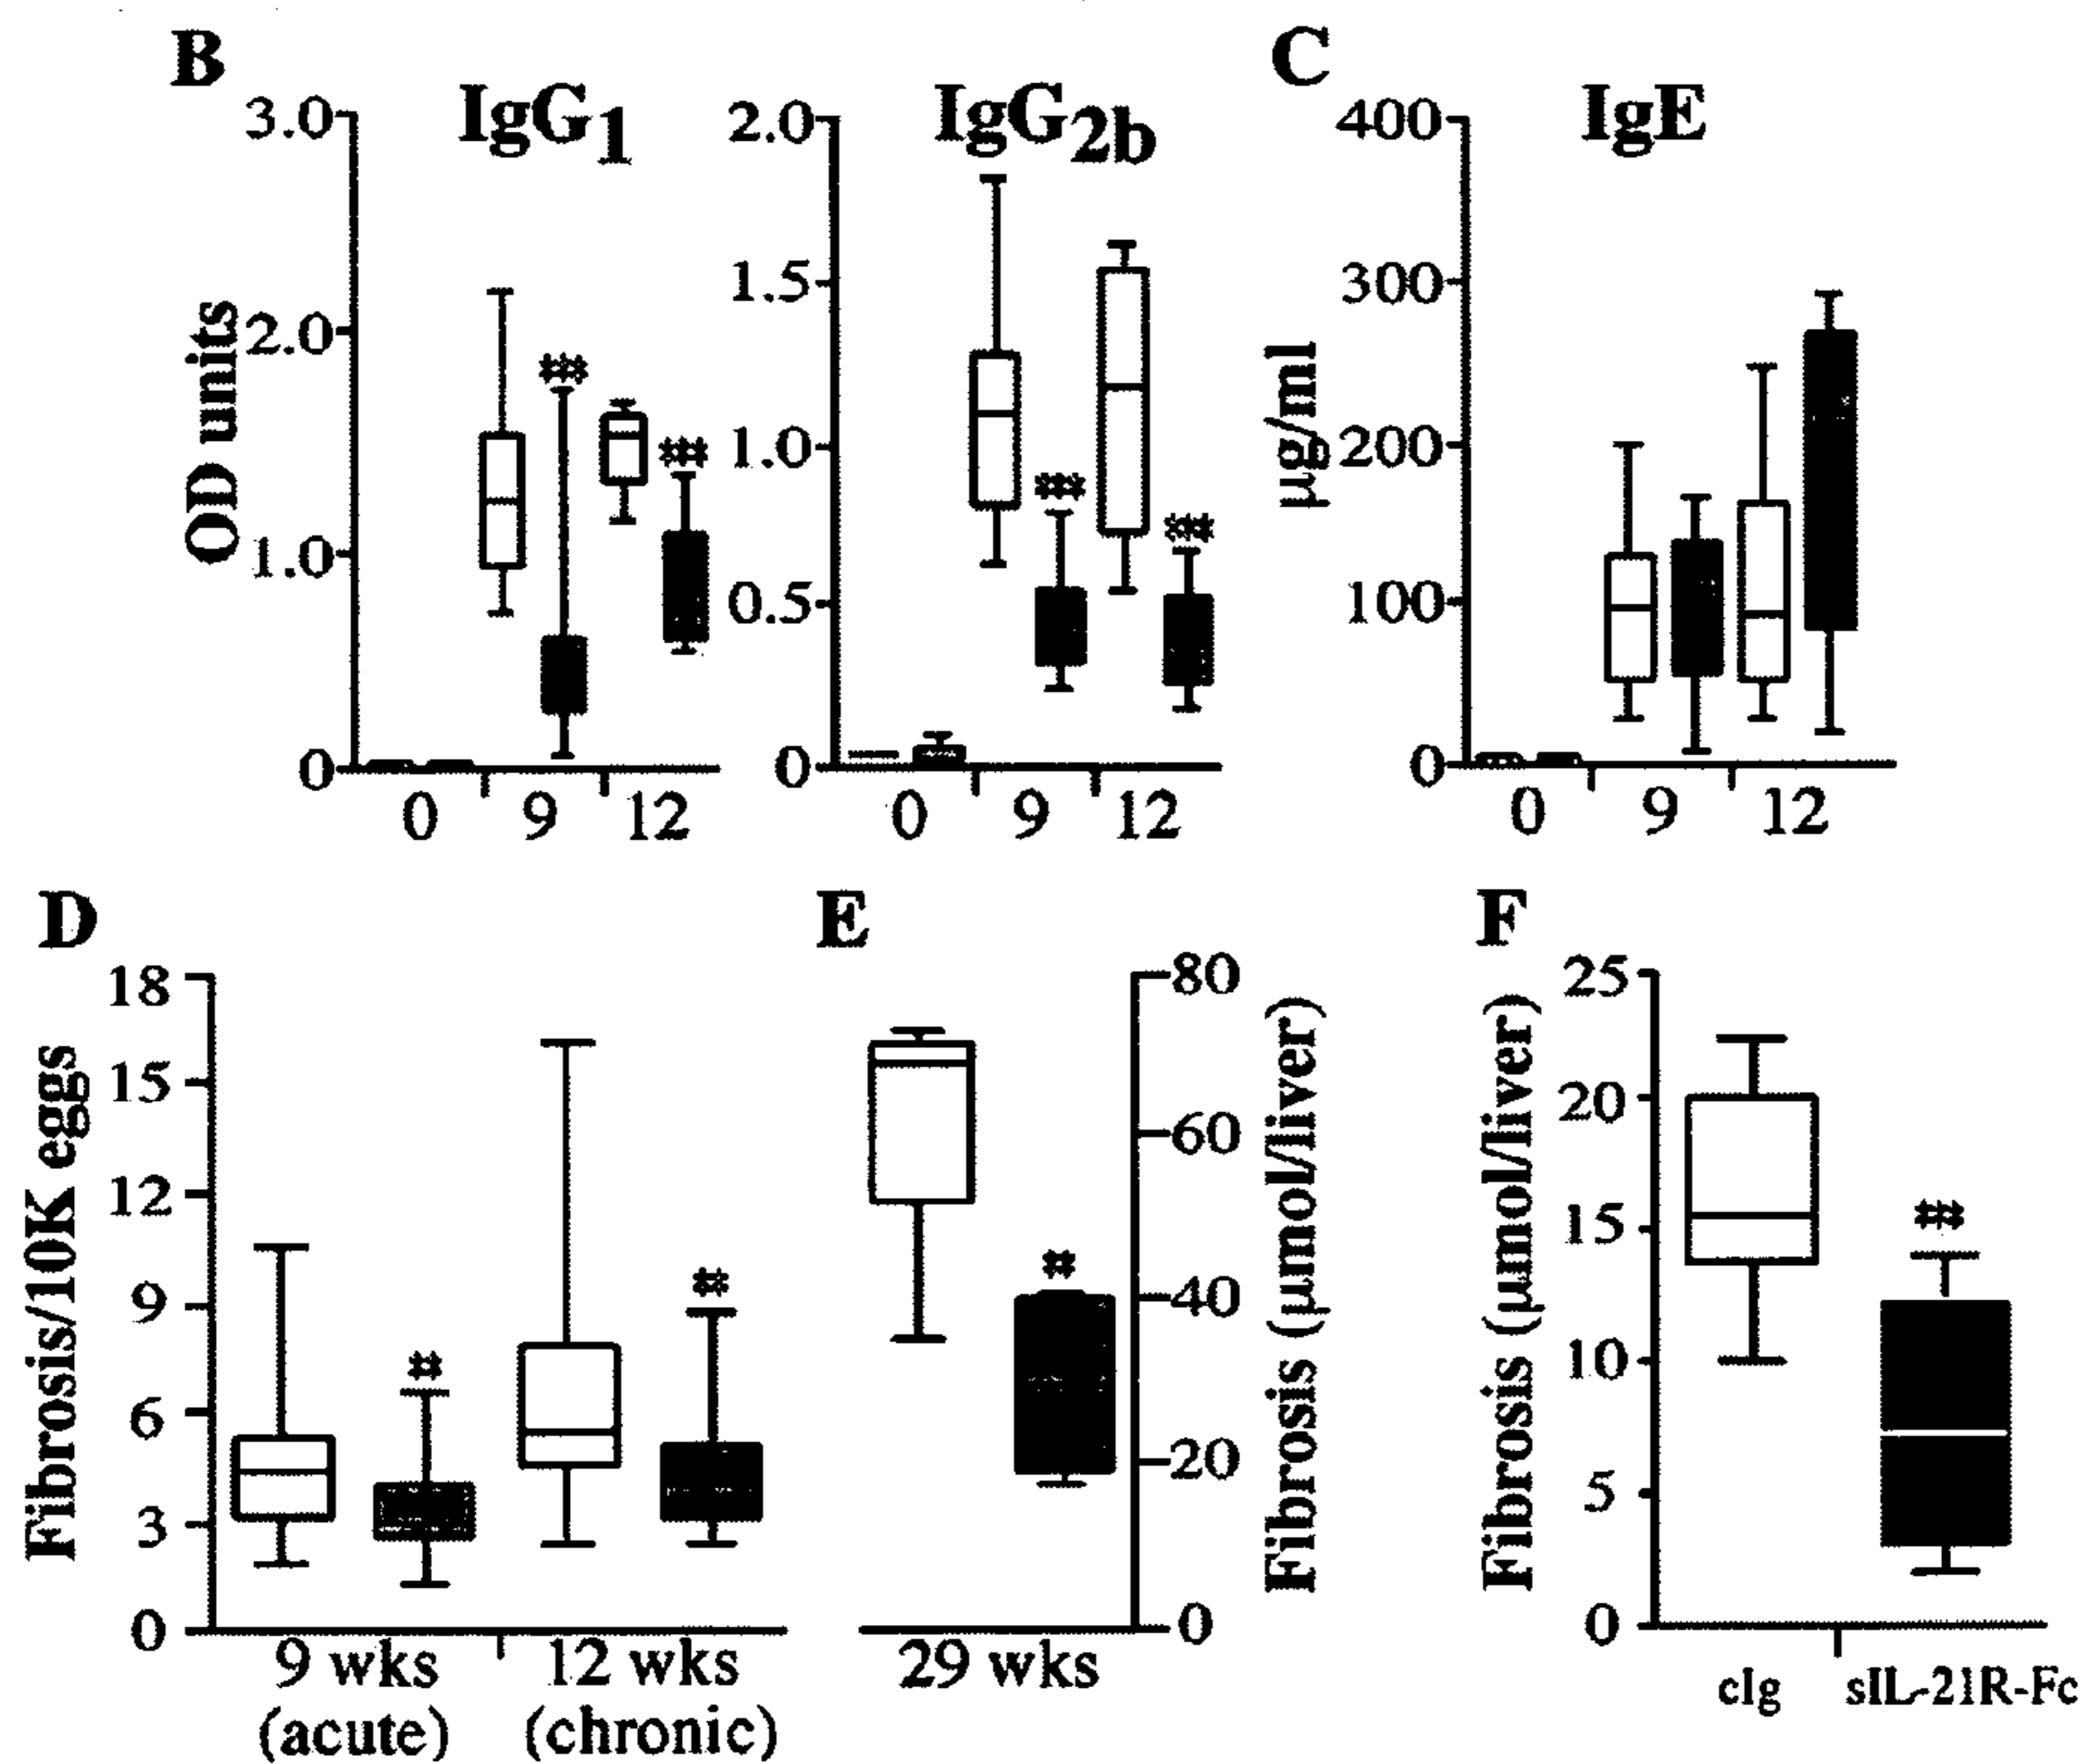 B
IgG1
3.0
2.0
1.0
0
OD units
**
**
0 9 12
IgG2b
2.0
1.5
1.0
0.5
0
**
**
0 9 12
C
IgE
400
300
200
100
0
µg/ml
0 9 12
D
18
15
12
9
6
3
0
Fibrosis/10K eggs
*
*
9 wks
(acute)
12 wks
(chronic)
E
80
60
40
20
0
Fibrosis (µmol/liver)
*
29 wks
F
25
20
15
10
5
0
Fibrosis (µmol/liver)
**
cIg
sIL-21R-Fc